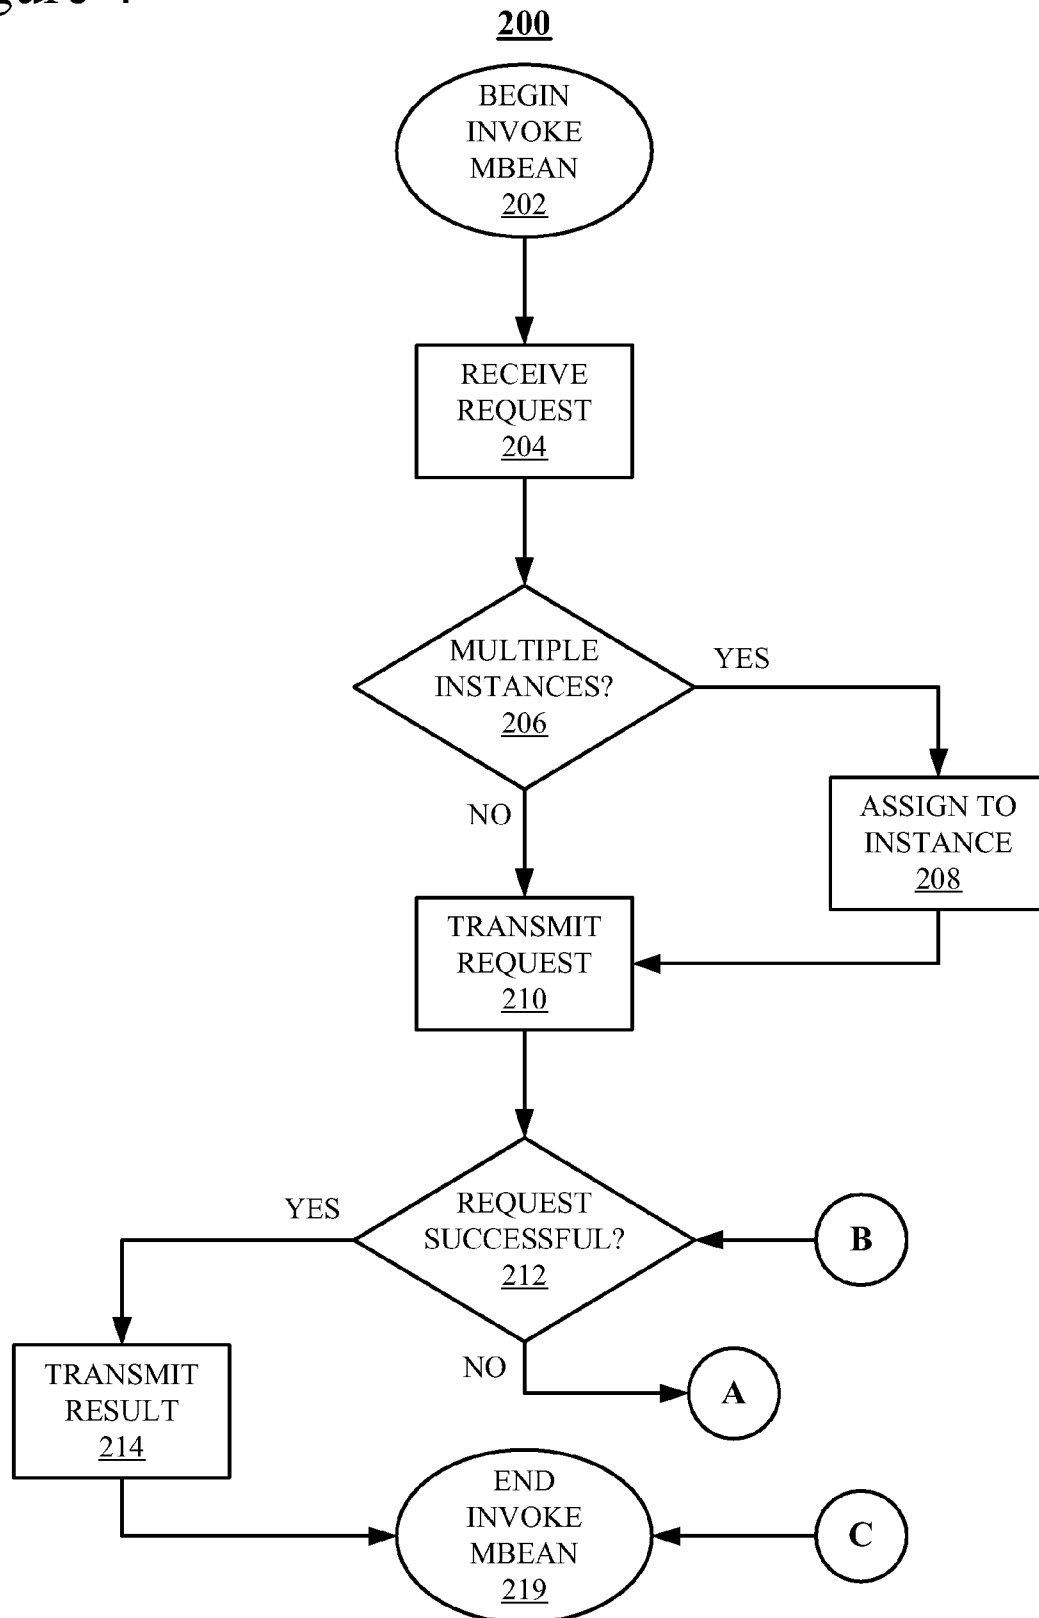 200
BEGIN
INVOKE
MBEAN
202
RECEIVE
REQUEST
204
MULTIPLE
INSTANCES?
206
YES
NO
ASSIGN TO
INSTANCE
208
TRANSMIT
REQUEST
210
YES
REQUEST
SUCCESSFUL?
212
B
NO
A
TRANSMIT
RESULT
214
END
INVOKE
MBEAN
219
C